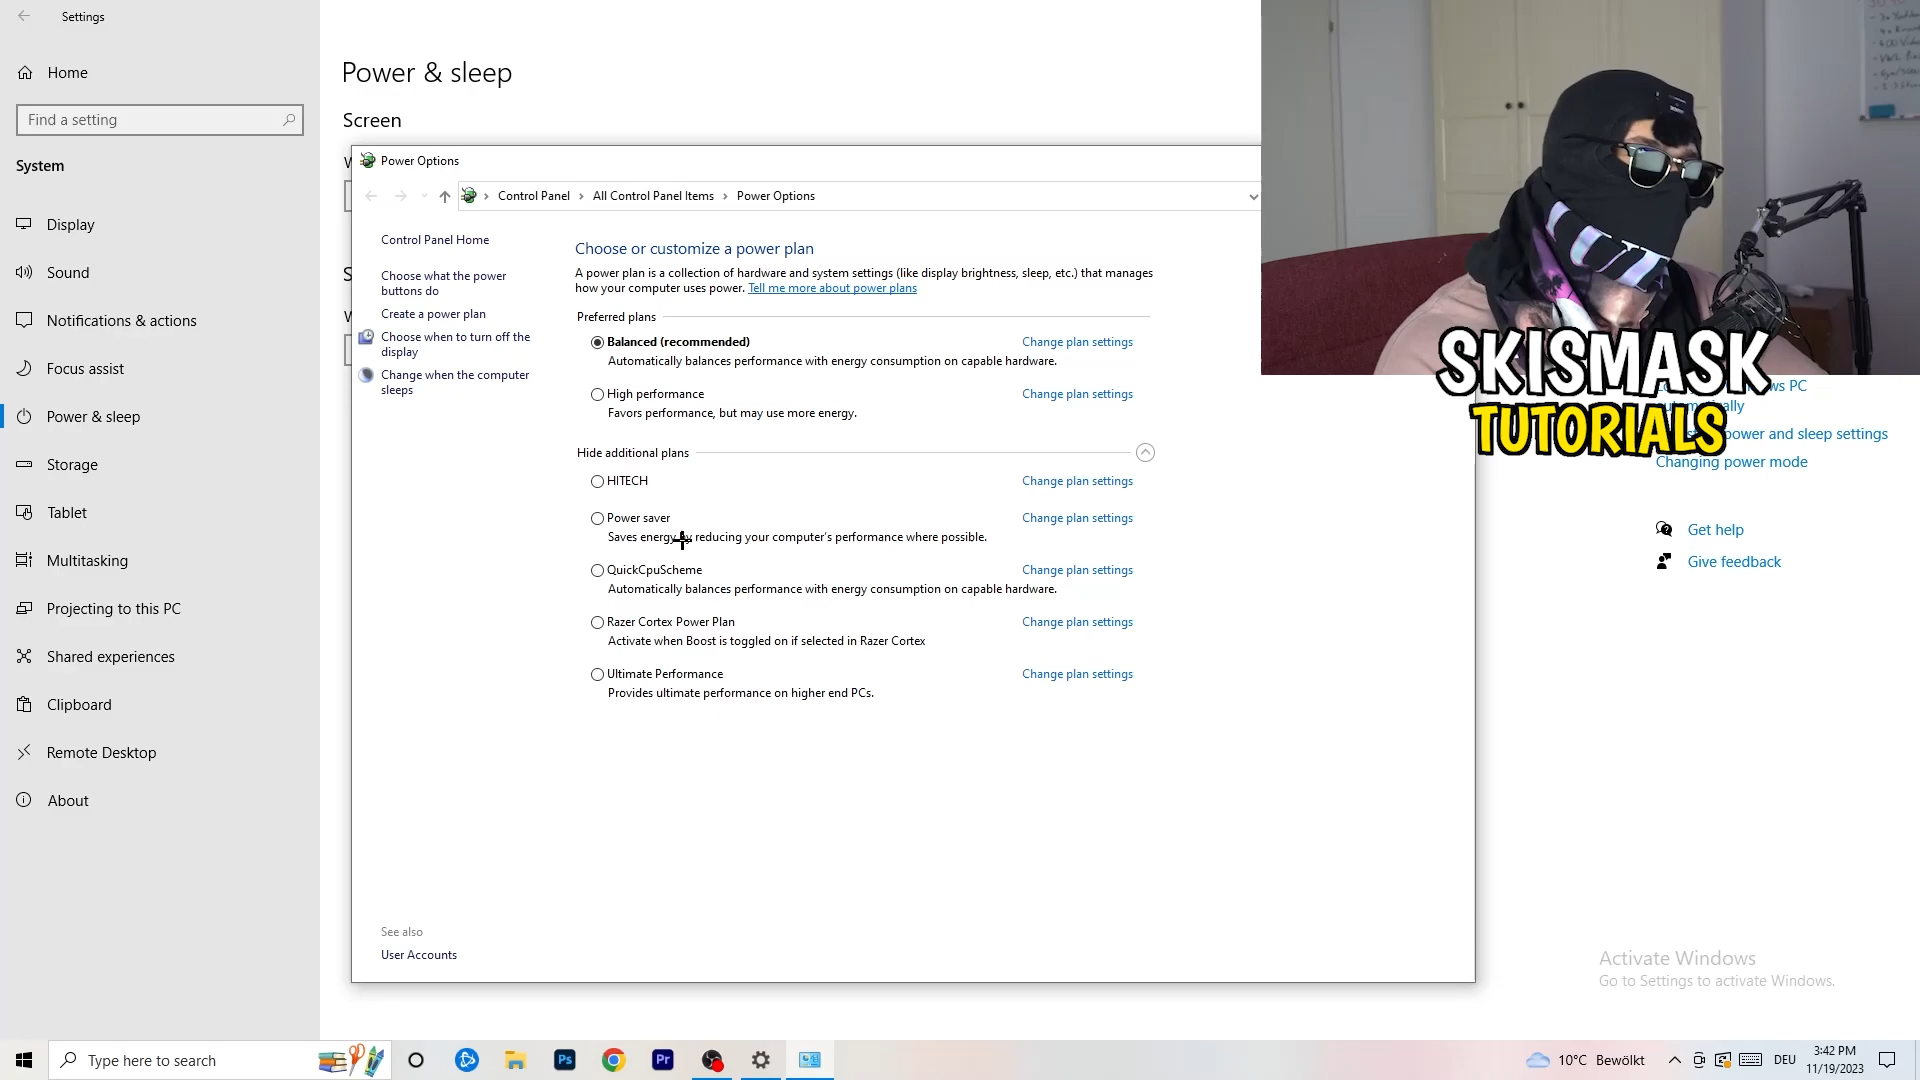 Settings
Home
Find a setting
System
Display
Sound
Notifications & actions
Focus assist
Power & sleep
Storage
Tablet
Multitasking
Projecting to this PC
Shared experiences
Clipboard
Remote Desktop
About
Power & sleep
Screen
Power Options
Control Panel › All Control Panel Items › Power Options
Control Panel Home
Choose what the power
buttons do
Create a power plan
Choose when to turn off the
display
Change when the computer
sleeps
See also
User Accounts
Choose or customize a power plan
A power plan is a collection of hardware and system settings (like display brightness, sleep, etc.) that manages
how your computer uses power. Tell me more about power plans
Preferred plans
Balanced (recommended) Change plan settings
Automatically balances performance with energy consumption on capable hardware.
High performance Change plan settings
Favors performance, but may use more energy.
Hide additional plans
HITECH Change plan settings
Power saver Change plan settings
Saves energy by reducing your computer's performance where possible.
QuickCpuScheme Change plan settings
Automatically balances performance with energy consumption on capable hardware.
Razer Cortex Power Plan Change plan settings
Activate when Boost is toggled on if selected in Razer Cortex
Ultimate Performance Change plan settings
Provides ultimate performance on higher end PCs.
SKISMASK
TUTORIALS
PC
power and sleep settings
Changing power mode
Get help
Give feedback
Activate Windows
Go to Settings to activate Windows.
Type here to search
Ps
Pr
10°C Bewölkt
DEU
3:42 PM
11/19/2023